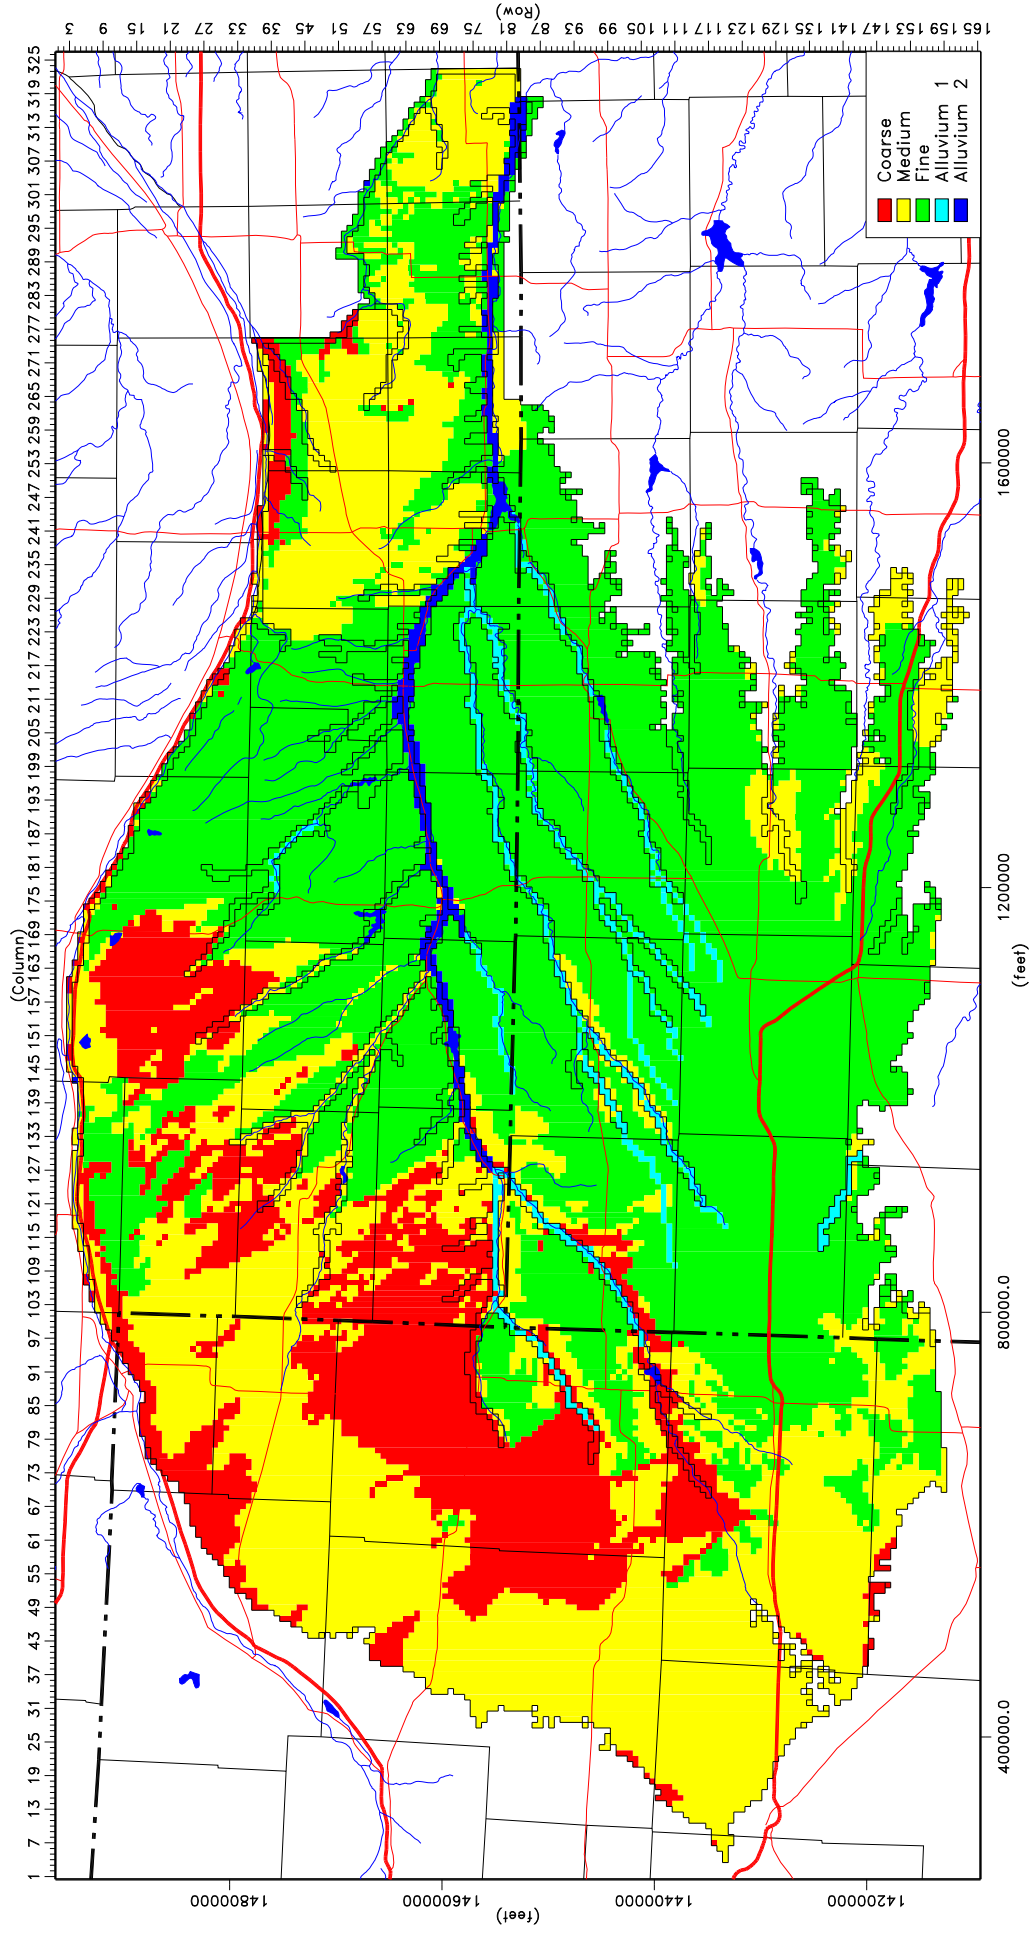 (Row)
3 9 15 21 27 33 39 45 51 57 63 69 75 81 87 93 99 105 111 117 123 129 135 141 147 153 159 165
(Column)
1 7 13 19 25 31 37 43 49 55 61 67 73 79 85 91 97 103 109 115 121 127 133 139 145 151 157 163 169 175 181 187 193 199 205 211 217 223 229 235 241 247 253 259 265 271 277 283 289 295 301 307 313 319 325
Coarse
Medium
Fine
Alluvium 1
Alluvium 2
400000.0 800000.0 1200000 1600000
(feet)
14800000 14600000 14400000 14200000
(feet)